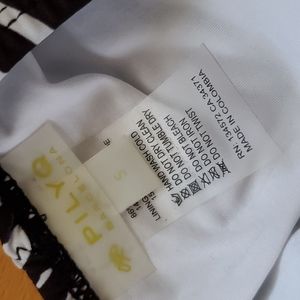 PILYQ
BARCELONA
S
HAND WASH COLD
DO NOT TUMBLE DRY
DO NOT DRY CLEAN
DO NOT BLEACH
DO NOT IRON
DO NOT TWIST
RN: 134572 CA 34371
MADE IN COLOMBIA